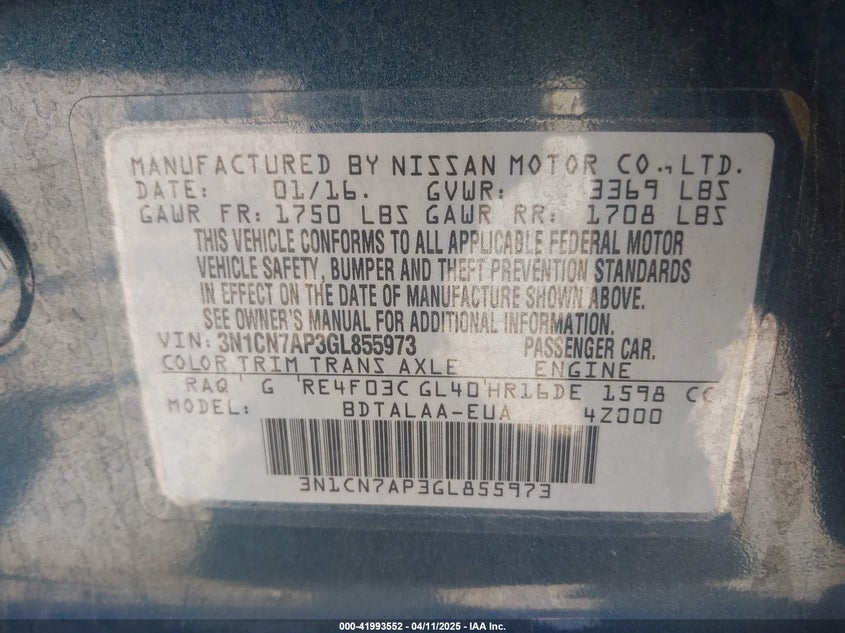 MANUFACTURED BY NISSAN MOTOR CO., LTD.
DATE: 01/16. GVWR: 3369 LBS
GAWR FR: 1750 LBS GAWR RR: 1708 LBS
THIS VEHICLE CONFORMS TO ALL APPLICABLE FEDERAL MOTOR
VEHICLE SAFETY, BUMPER AND THEFT PREVENTION STANDARDS
IN EFFECT ON THE DATE OF MANUFACTURE SHOWN ABOVE.
SEE OWNER'S MANUAL FOR ADDITIONAL INFORMATION.
VIN: 3N1CN7AP3GL855973 PASSENGER CAR.
COLOR TRIM TRANS AXLE ENGINE
RAQ G RE4F03C GL40 HR16DE 1598 CC
MODEL: BDTALAA-EUA 4Z000
3N1CN7AP3GL855973
000-41993552 - 04/11/2025 - IAA Inc.